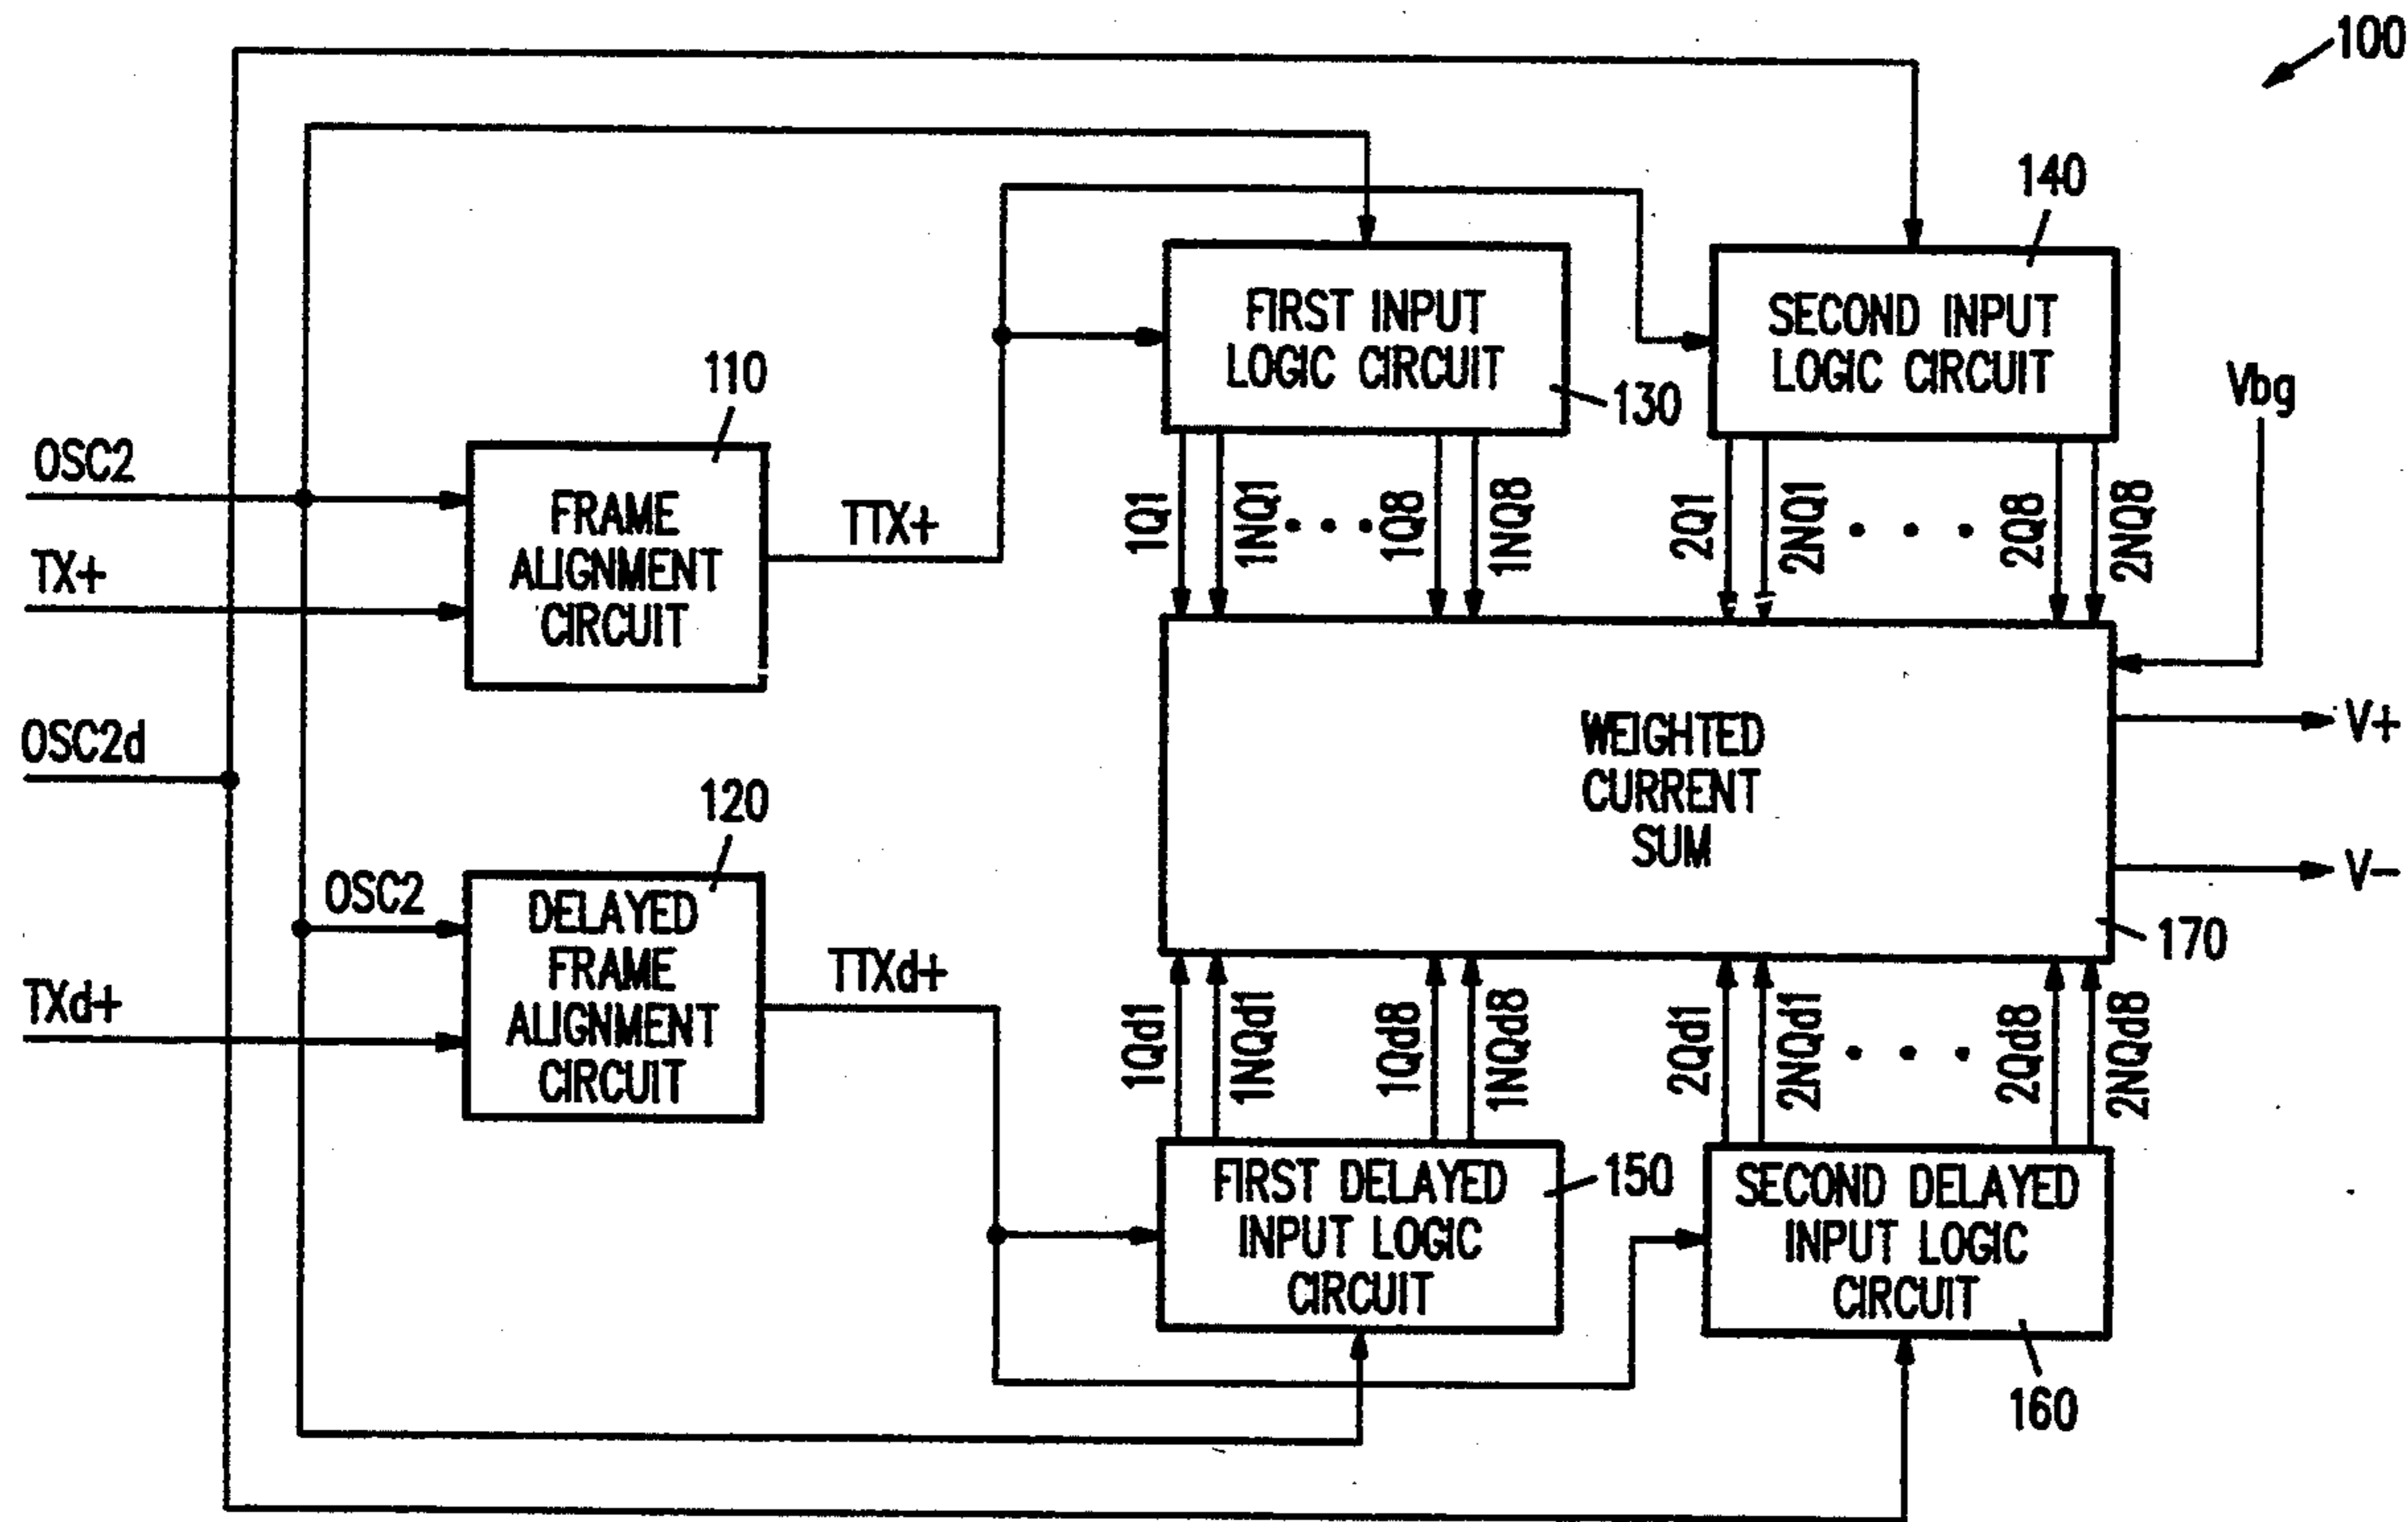 100
140
FIRST INPUT
LOGIC CIRCUIT
130
SECOND INPUT
LOGIC CIRCUIT
Vbg
110
OSC2
TX+
FRAME
ALIGNMENT
CIRCUIT
TTX+
1Q1
1NQ1
1Q8
1NQ8
2Q1
2NQ1
2Q8
2NQ8
OSC2d
WEIGHTED
CURRENT
SUM
V+
V-
170
120
OSC2
TXd+
DELAYED
FRAME
ALIGNMENT
CIRCUIT
TTXd+
1Qd1
1NQd1
1Qd8
1NQd8
2Qd1
2NQd1
2Qd8
2NQd8
FIRST DELAYED
INPUT LOGIC
CIRCUIT
150
SECOND DELAYED
INPUT LOGIC
CIRCUIT
160